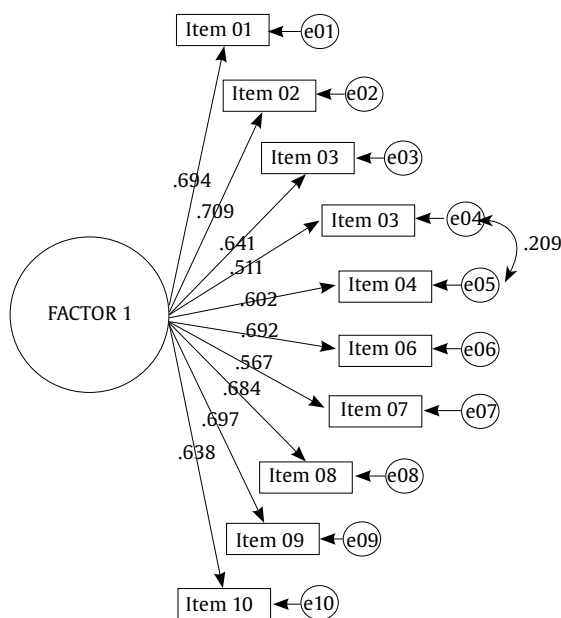 Item 01
e01
Item 02
e02
Item 03
e03
.694
.709
Item 03
e04
.641
.209
.511
Item 04
e05
.602
FACTOR 1
.692
Item 06
e06
.567
.684
Item 07
e07
.697
.638
Item 08
e08
Item 09
e09
Item 10
e10